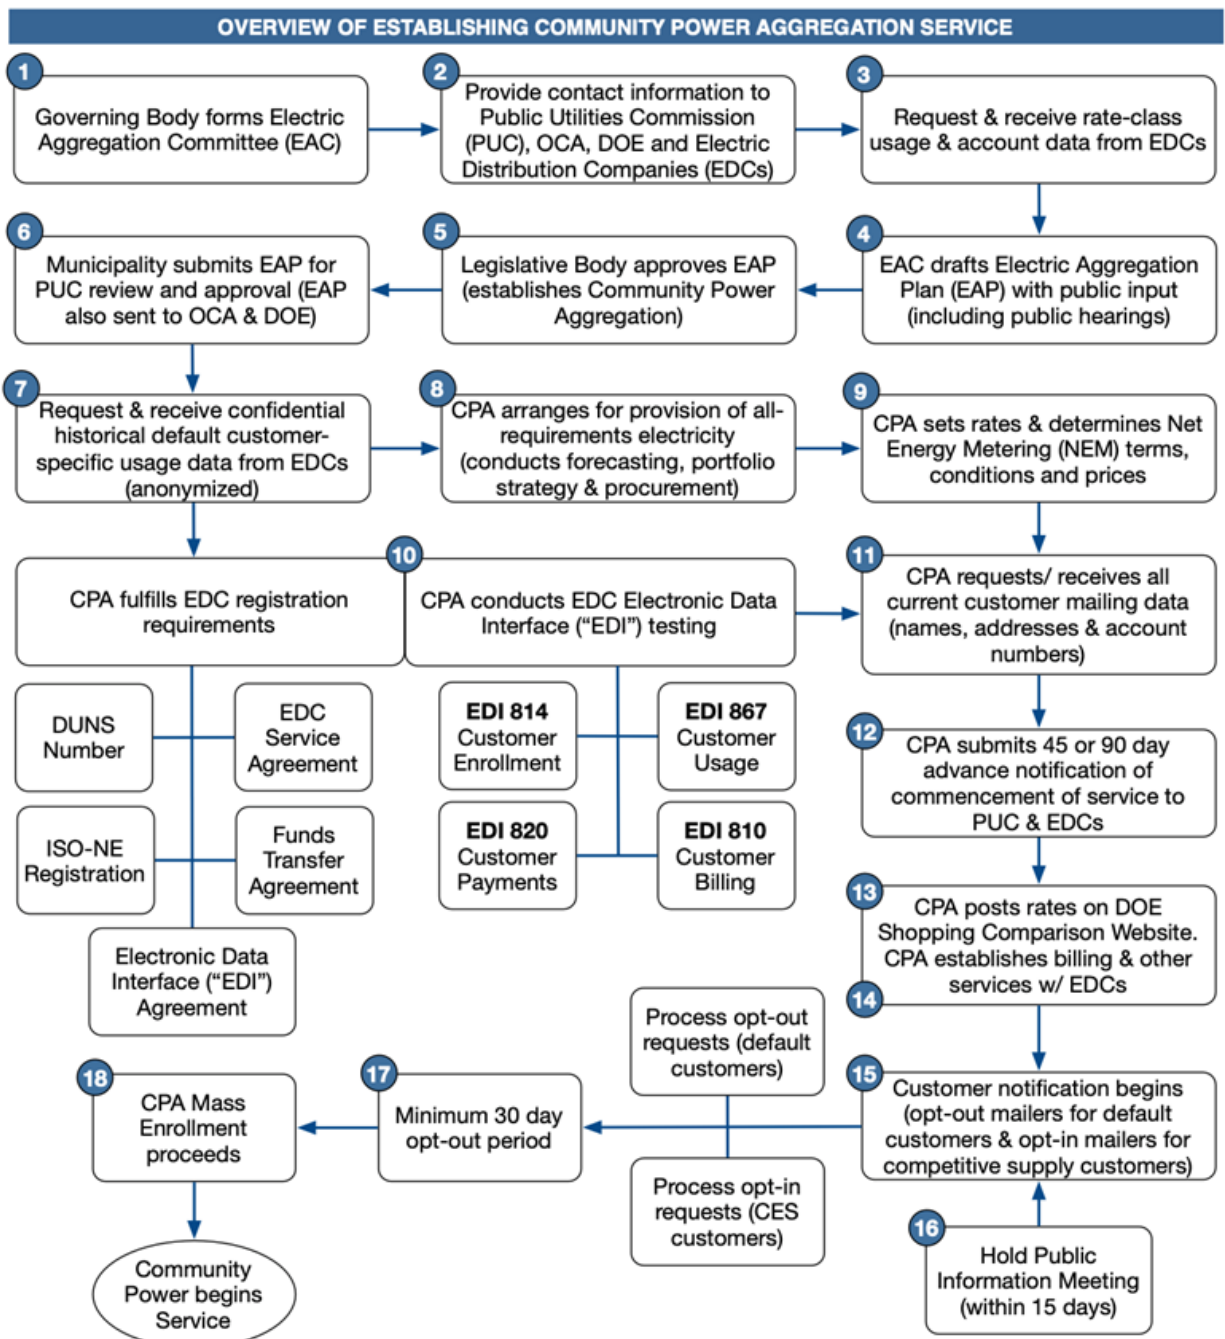 OVERVIEW OF ESTABLISHING COMMUNITY POWER AGGREGATION SERVICE
1
Governing Body forms Electric
Aggregation Committee (EAC)
2
Provide contact information to
Public Utilities Commission
(PUC), OCA, DOE and Electric
Distribution Companies (EDCs)
3
Request & receive rate-class
usage & account data from EDCs
4
EAC drafts Electric Aggregation
Plan (EAP) with public input
(including public hearings)
5
Legislative Body approves EAP
(establishes Community Power
Aggregation)
6
Municipality submits EAP for
PUC review and approval (EAP
also sent to OCA & DOE)
7
Request & receive confidential
historical default customer-
specific usage data from EDCs
(anonymized)
8
CPA arranges for provision of all-
requirements electricity
(conducts forecasting, portfolio
strategy & procurement)
9
CPA sets rates & determines Net
Energy Metering (NEM) terms,
conditions and prices
10
CPA fulfills EDC registration
requirements
CPA conducts EDC Electronic Data
Interface (“EDI”) testing
DUNS
Number
EDC
Service
Agreement
ISO-NE
Registration
Funds
Transfer
Agreement
Electronic Data
Interface (“EDI”)
Agreement
EDI 814
Customer
Enrollment
EDI 867
Customer
Usage
EDI 820
Customer
Payments
EDI 810
Customer
Billing
11
CPA requests/ receives all
current customer mailing data
(names, addresses & account
numbers)
12
CPA submits 45 or 90 day
advance notification of
commencement of service to
PUC & EDCs
13
CPA posts rates on DOE
Shopping Comparison Website.
CPA establishes billing & other
services w/ EDCs
14
15
Customer notification begins
(opt-out mailers for default
customers & opt-in mailers for
competitive supply customers)
16
Hold Public
Information Meeting
(within 15 days)
Process opt-out
requests (default
customers)
Process opt-in
requests (CES
customers)
17
Minimum 30 day
opt-out period
18
CPA Mass
Enrollment
proceeds
Community
Power begins
Service